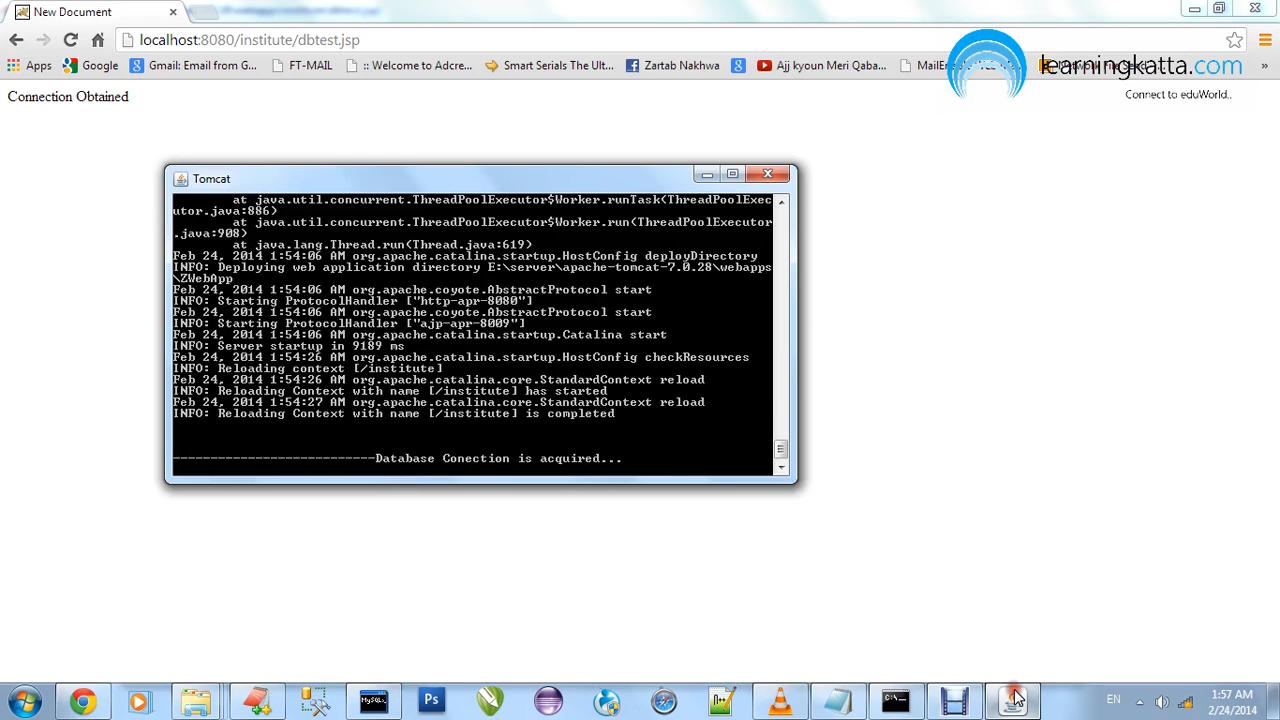 New Document
localhost:8080/institute/dbtest.jsp
Apps Google Gmail: Email from G... FT-MAIL :: Welcome to Adcre... Smart Serials The Ult... Zartab Nakhwa Ajj kyoun Meri Qaba... »
learningkatta.com
Connect to eduWorld..
Connection Obtained
Tomcat
at java.util.concurrent.ThreadPoolExecutor$Worker.runTask(ThreadPoolExec
utor.java:886)
at java.util.concurrent.ThreadPoolExecutor$Worker.run(ThreadPoolExecutor
.java:908)
at java.lang.Thread.run(Thread.java:619)
Feb 24, 2014 1:54:06 AM org.apache.catalina.startup.HostConfig deployDirectory
INFO: Deploying web application directory E:\server\apache-tomcat-7.0.28\webapps
\ZWebApp
Feb 24, 2014 1:54:06 AM org.apache.coyote.AbstractProtocol start
INFO: Starting ProtocolHandler ["http-apr-8080"]
Feb 24, 2014 1:54:06 AM org.apache.coyote.AbstractProtocol start
INFO: Starting ProtocolHandler ["ajp-apr-8009"]
Feb 24, 2014 1:54:06 AM org.apache.catalina.startup.Catalina start
INFO: Server startup in 9189 ms
Feb 24, 2014 1:54:26 AM org.apache.catalina.startup.HostConfig checkResources
INFO: Reloading context [/institute]
Feb 24, 2014 1:54:26 AM org.apache.catalina.core.StandardContext reload
INFO: Reloading Context with name [/institute] has started
Feb 24, 2014 1:54:27 AM org.apache.catalina.core.StandardContext reload
INFO: Reloading Context with name [/institute] is completed
---------------------------Database Conection is acquired...
MySQL
Ps
EN
1:57 AM
2/24/2014